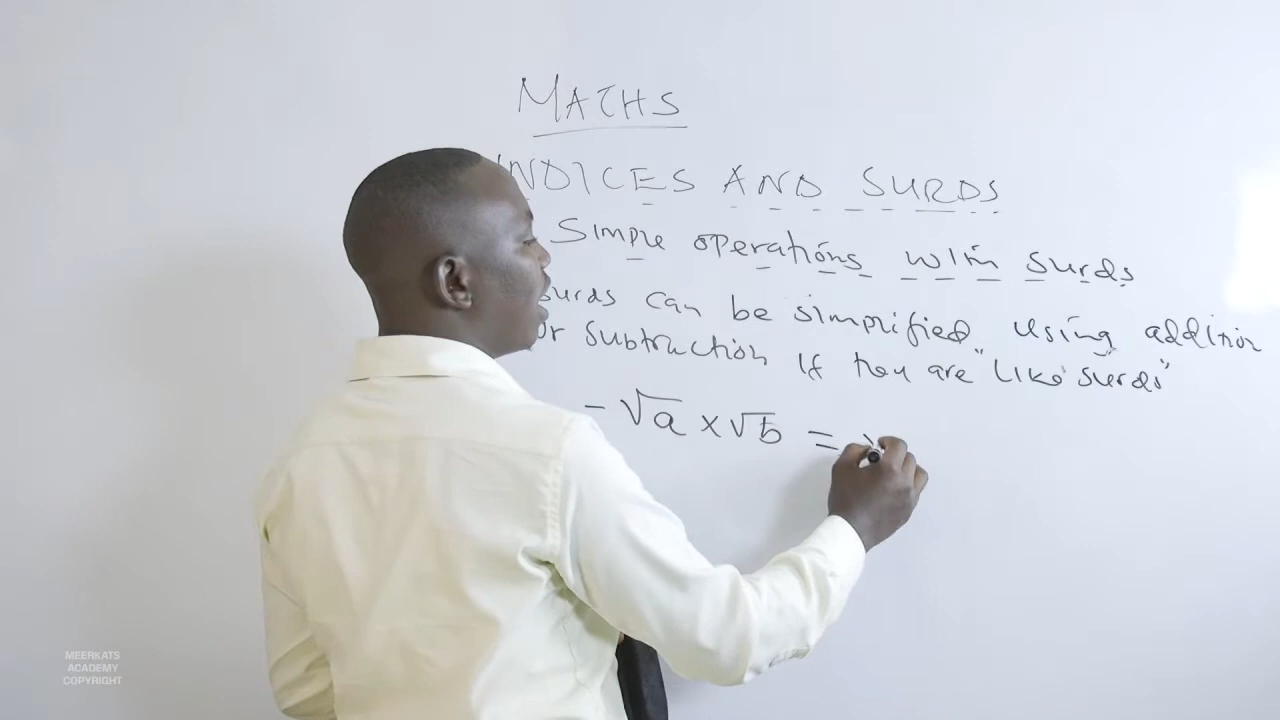 MATHS
INDICES AND SURDS
Simple operations with surds
Surds can be simplified using addition
or subtraction if they are "like surds"
- √a × √b =
MEERKATS
ACADEMY
COPYRIGHT